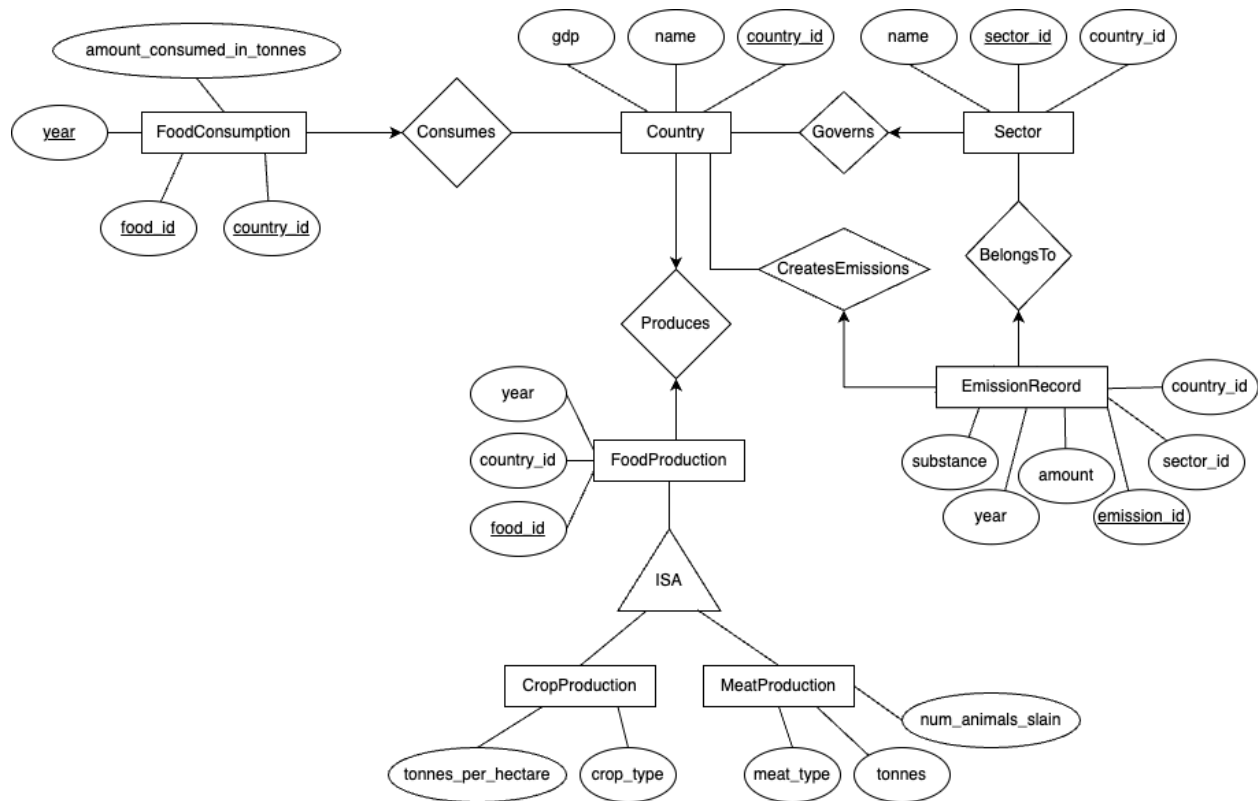 gdp
name
country_id
name
sector_id
country_id
amount_consumed_in_tonnes
year
FoodConsumption
Consumes
Country
Governs
Sector
food_id
country_id
BelongsTo
CreatesEmissions
Produces
year
EmissionRecord
country_id
country_id
FoodProduction
substance
amount
sector_id
food_id
year
emission_id
ISA
CropProduction
MeatProduction
num_animals_slain
tonnes_per_hectare
crop_type
meat_type
tonnes